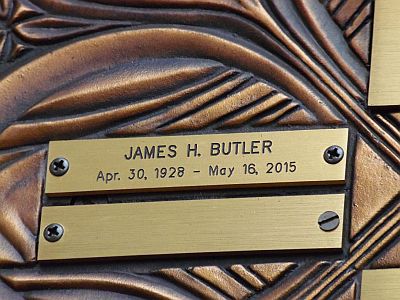 JAMES H. BUTLER
Apr. 30, 1928 - May 16, 2015